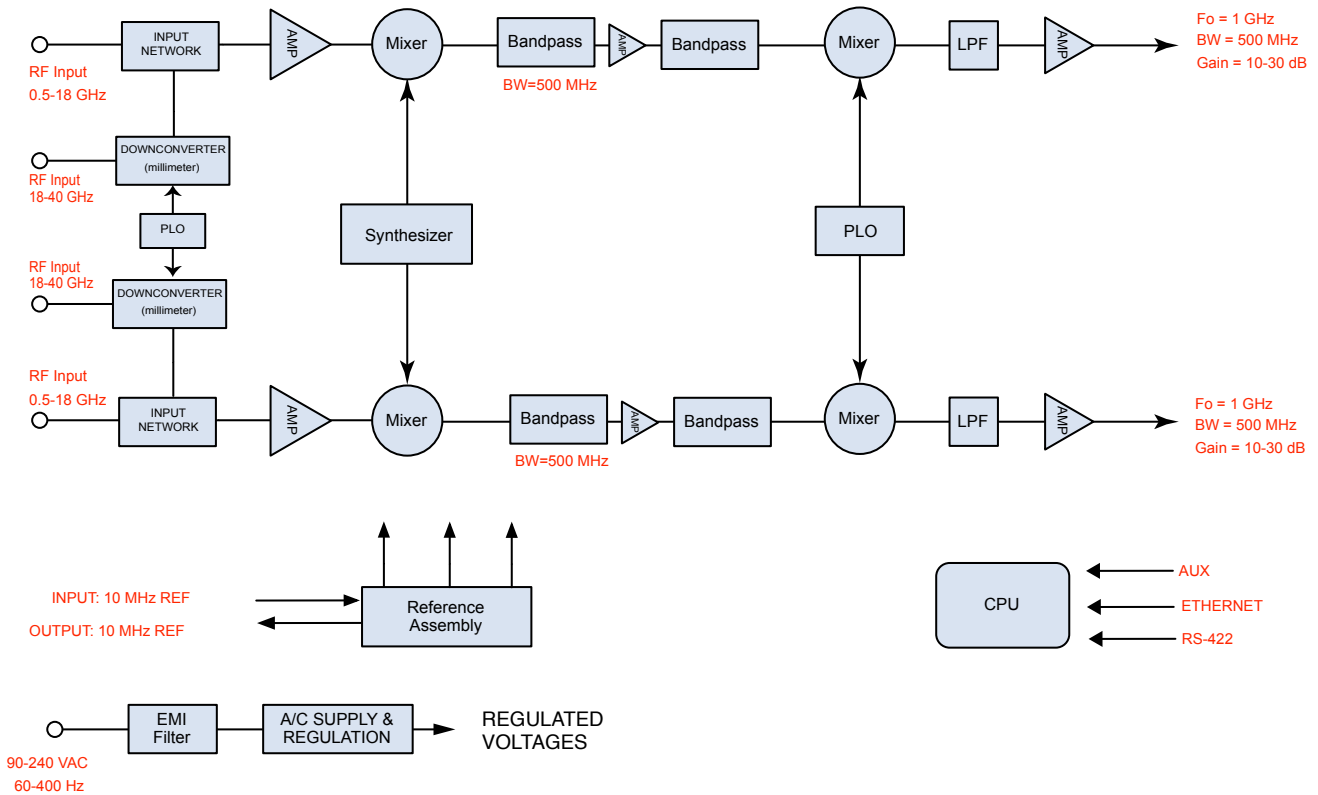 INPUT
NETWORK
AMP
Mixer
Bandpass
AMP
Bandpass
Mixer
LPF
AMP
Fo = 1 GHz
BW = 500 MHz
Gain = 10-30 dB
RF Input
0.5-18 GHz
BW=500 MHz
DOWNCONVERTER
(millimeter)
RF Input
18-40 GHz
PLO
Synthesizer
PLO
RF Input
18-40 GHz
DOWNCONVERTER
(millimeter)
RF Input
0.5-18 GHz
INPUT
NETWORK
AMP
Mixer
Bandpass
AMP
Bandpass
Mixer
LPF
AMP
Fo = 1 GHz
BW = 500 MHz
Gain = 10-30 dB
BW=500 MHz
INPUT: 10 MHz REF
OUTPUT: 10 MHz REF
Reference
Assembly
CPU
AUX
ETHERNET
RS-422
EMI
Filter
A/C SUPPLY &
REGULATION
REGULATED
VOLTAGES
90-240 VAC
60-400 Hz